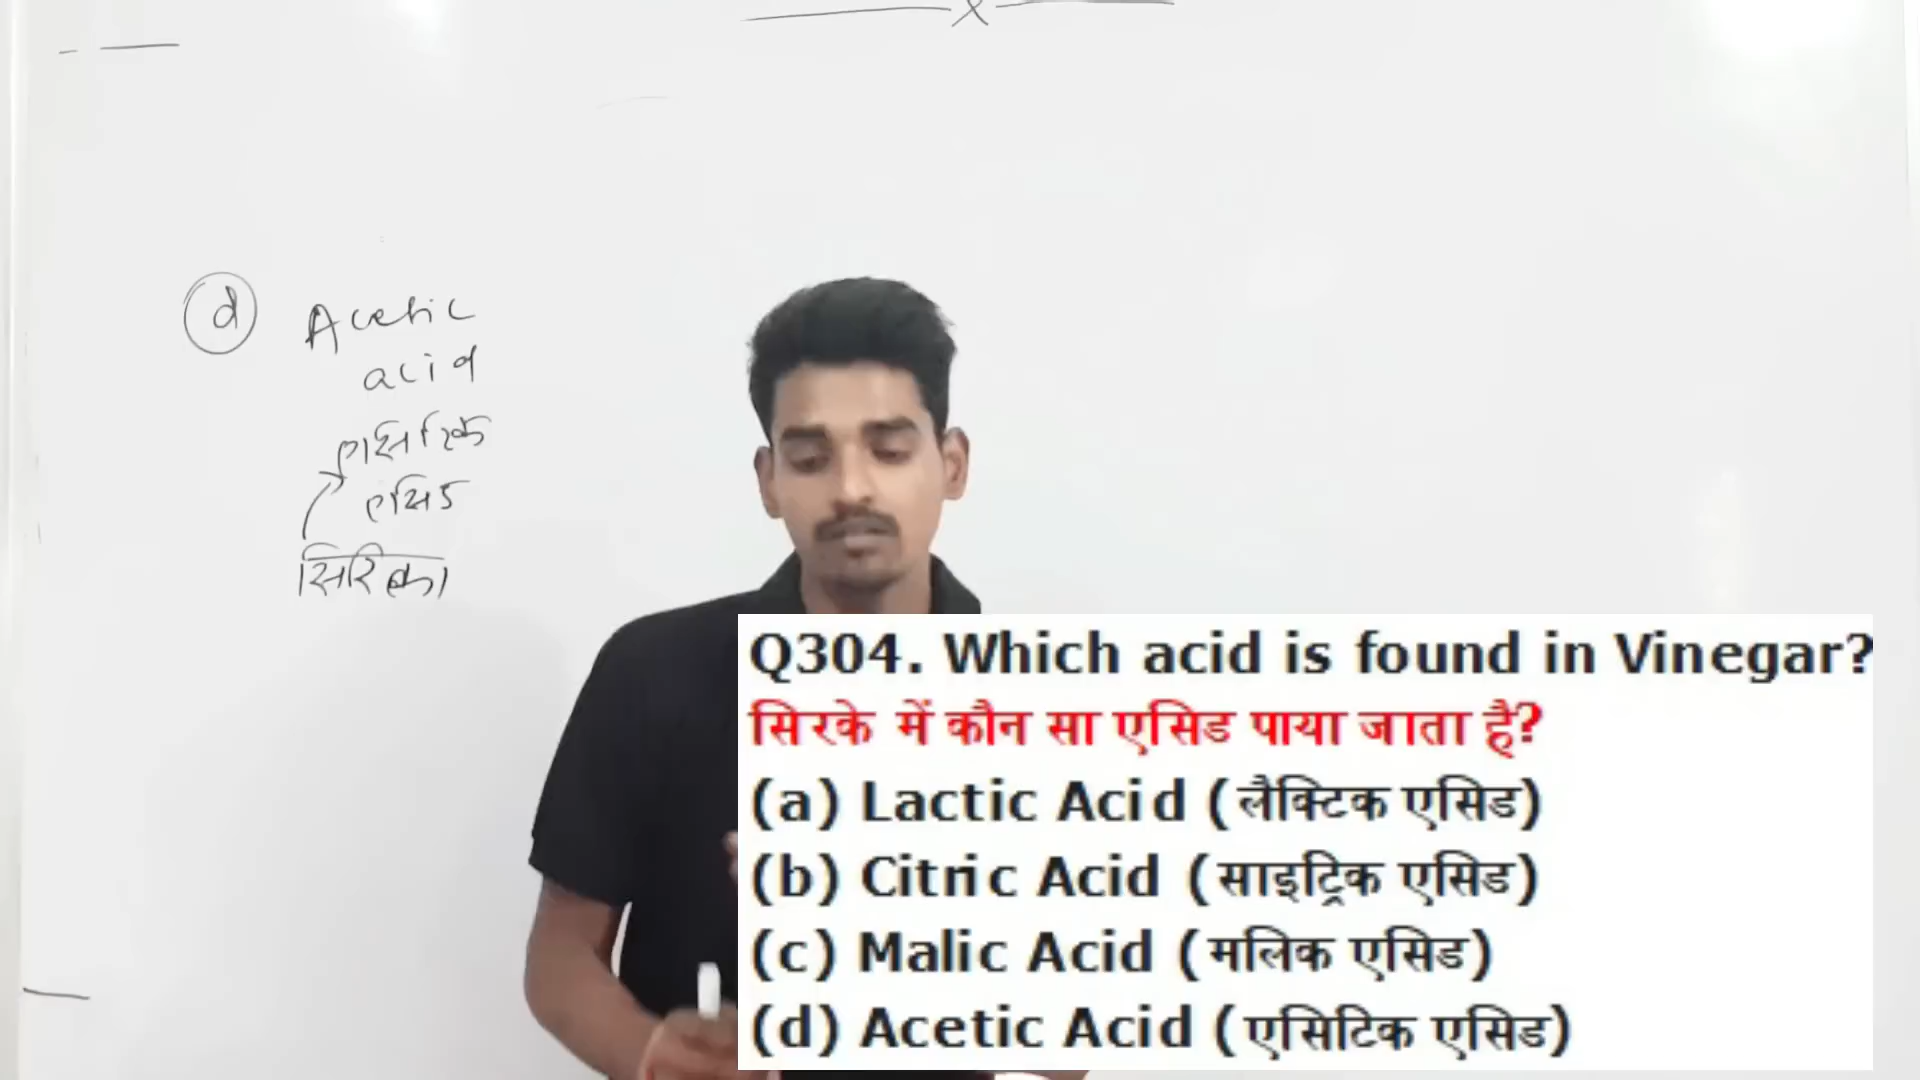 d Acetic
acid
एसिटिक
एसिड
सिरिका
Q304. Which acid is found in Vinegar?
सिरके में कौन सा एसिड पाया जाता है?
(a) Lactic Acid (लैक्टिक एसिड)
(b) Citric Acid (साइट्रिक एसिड)
(c) Malic Acid (मलिक एसिड)
(d) Acetic Acid (एसिटिक एसिड)